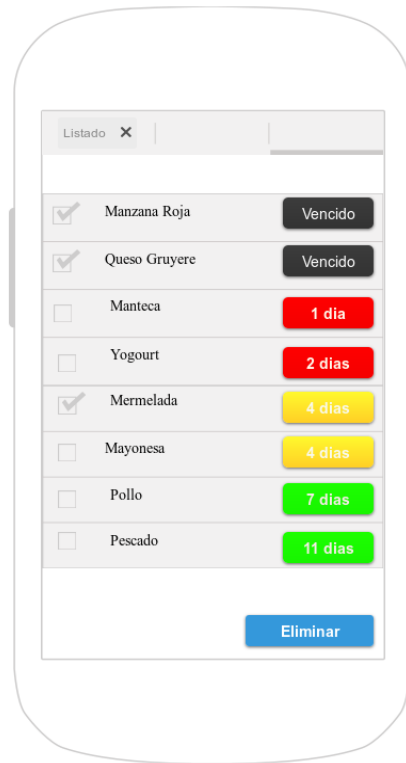 Listado
Manzana Roja Vencido
Queso Gruyere Vencido
Manteca 1 dia
Yogourt 2 dias
Mermelada 4 dias
Mayonesa 4 dias
Pollo 7 dias
Pescado 11 dias
Eliminar